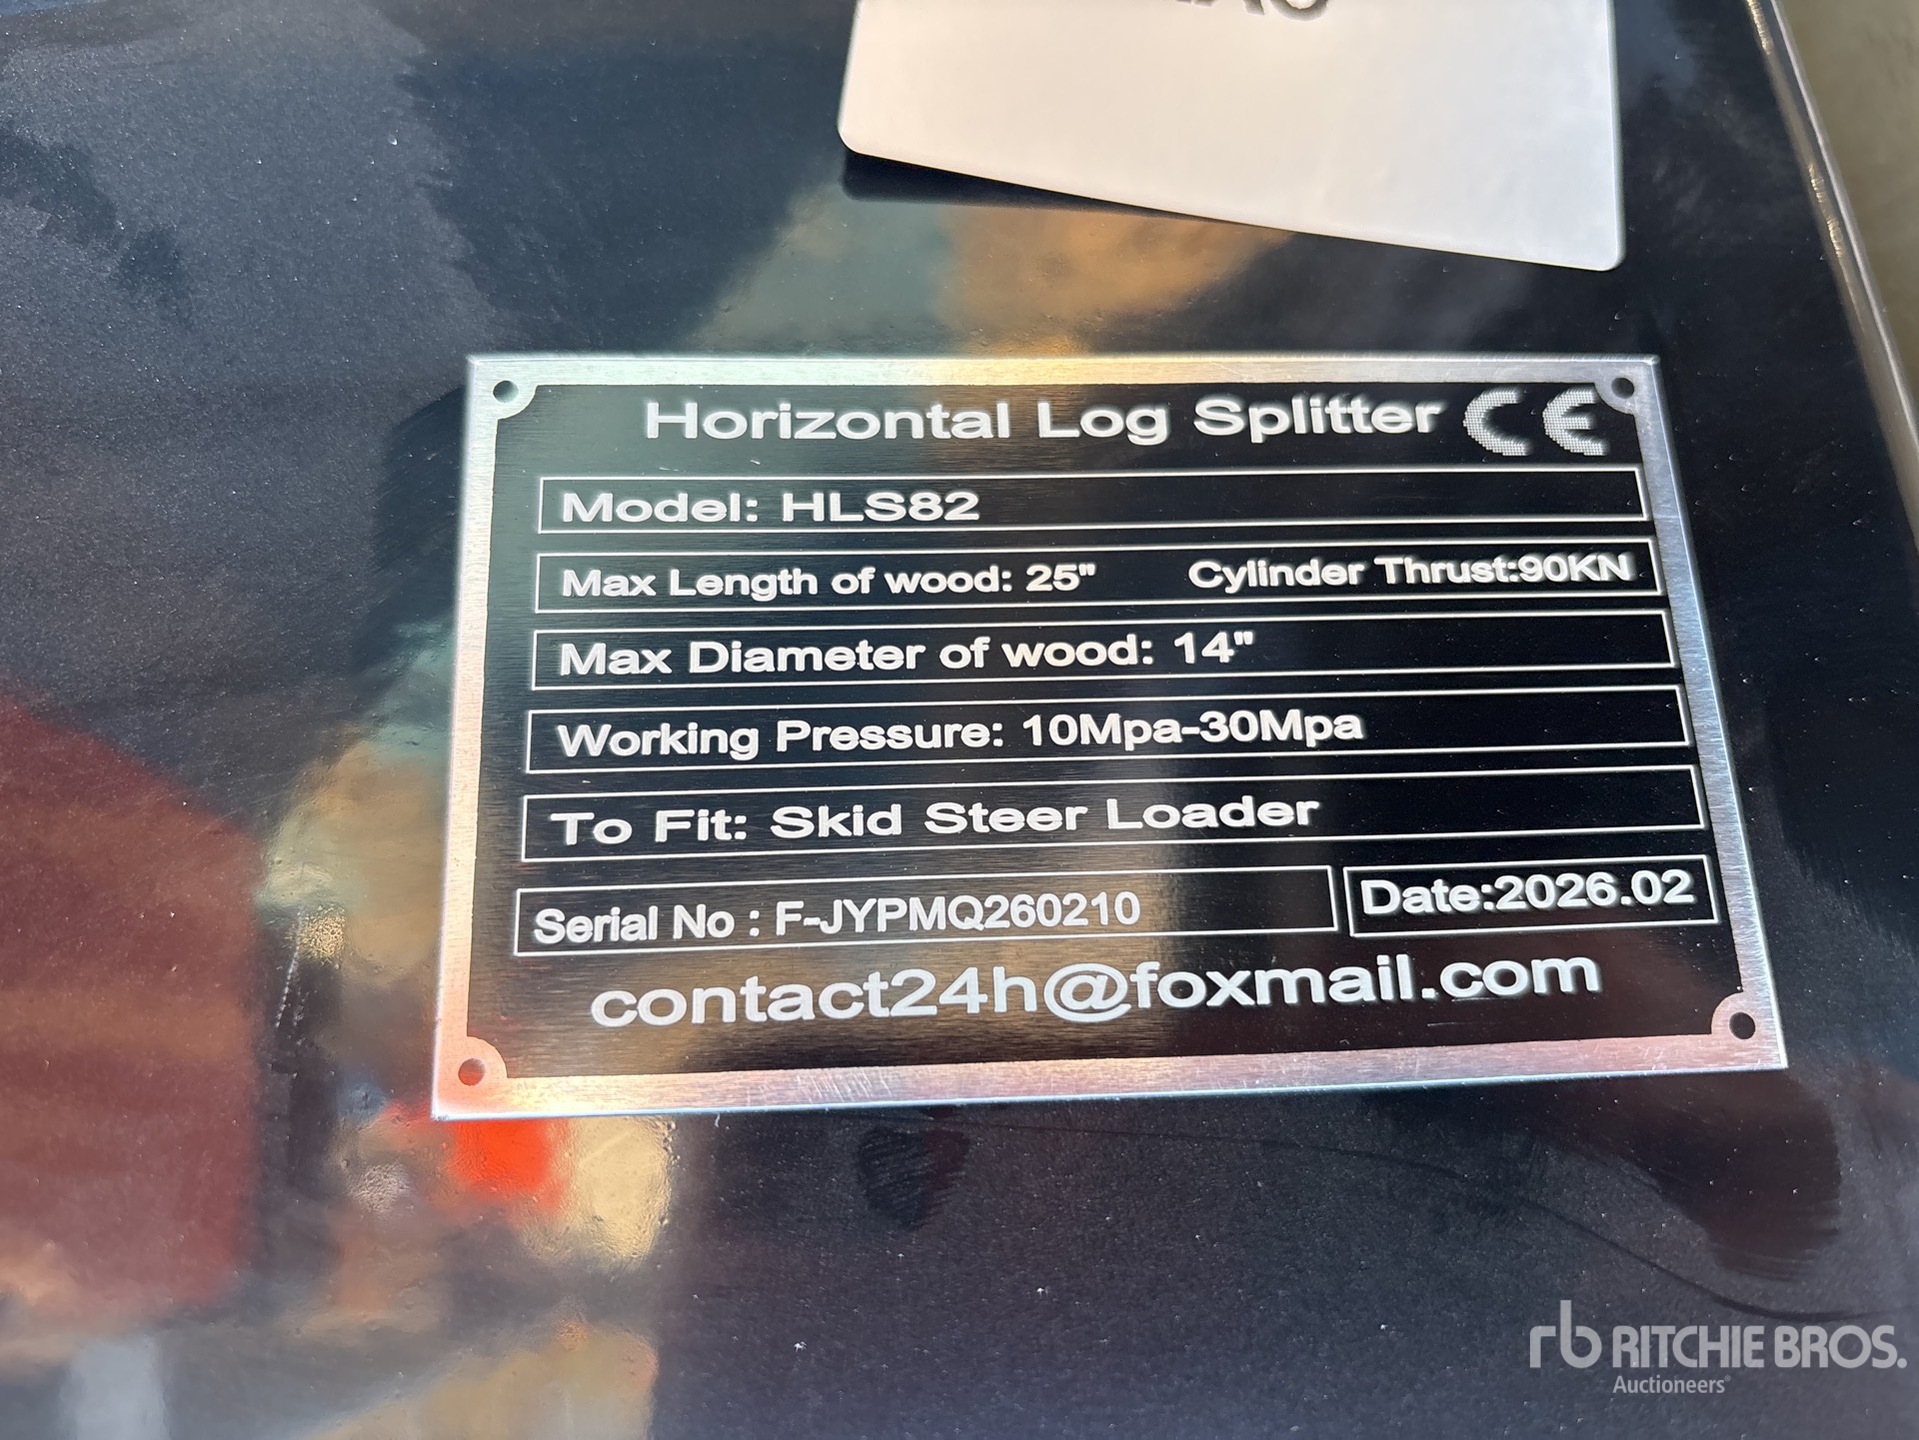 Horizontal Log Splitter CE
Model: HLS82
Max Length of wood: 25" Cylinder Thrust:90KN
Max Diameter of wood: 14"
Working Pressure: 10Mpa-30Mpa
To Fit: Skid Steer Loader
Serial No : F-JYPMQ260210 Date:2026.02
contact24h@foxmail.com
rb RITCHIE BROS.
Auctioneers